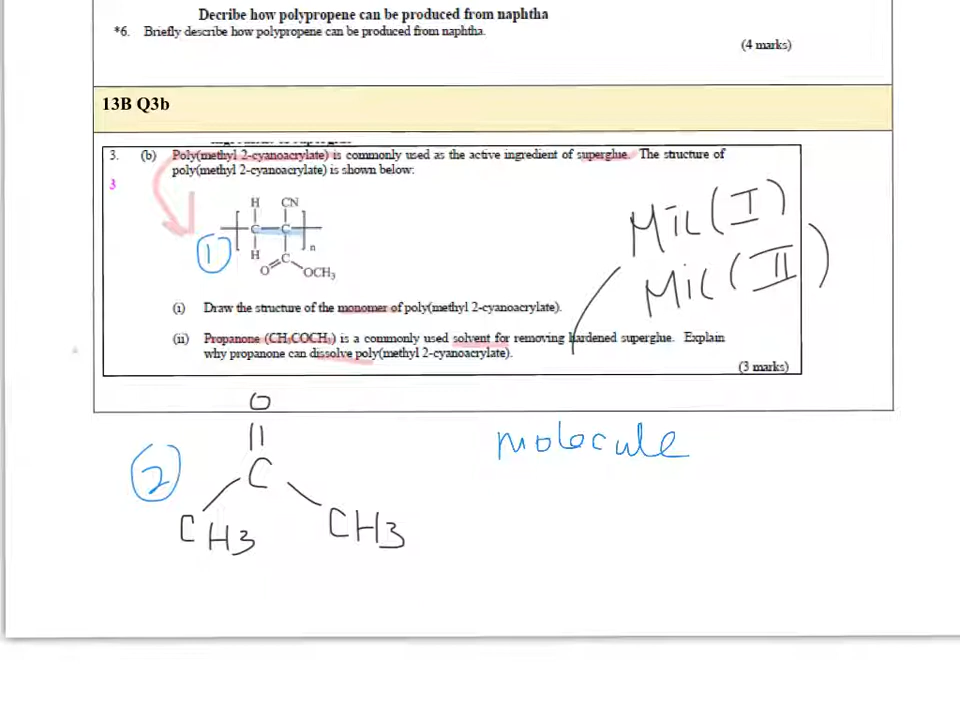 Decribe how polypropene can be produced from naphtha
*6. Briefly describe how polypropene can be produced from naphtha.
(4 marks)
13B Q3b
3. (b) Poly(methyl 2-cyanoacrylate) is commonly used as the active ingredient of superglue. The structure of
3 poly(methyl 2-cyanoacrylate) is shown below:
H CN
C C
n
H C
O OCH3
1
Mic(I)
Mic(II)
(i) Draw the structure of the monomer of poly(methyl 2-cyanoacrylate).
(ii) Propanone (CH3COCH3) is a commonly used solvent for removing hardened superglue. Explain
why propanone can dissolve poly(methyl 2-cyanoacrylate).
(3 marks)
O
molecule
2 C
CH3 CH3